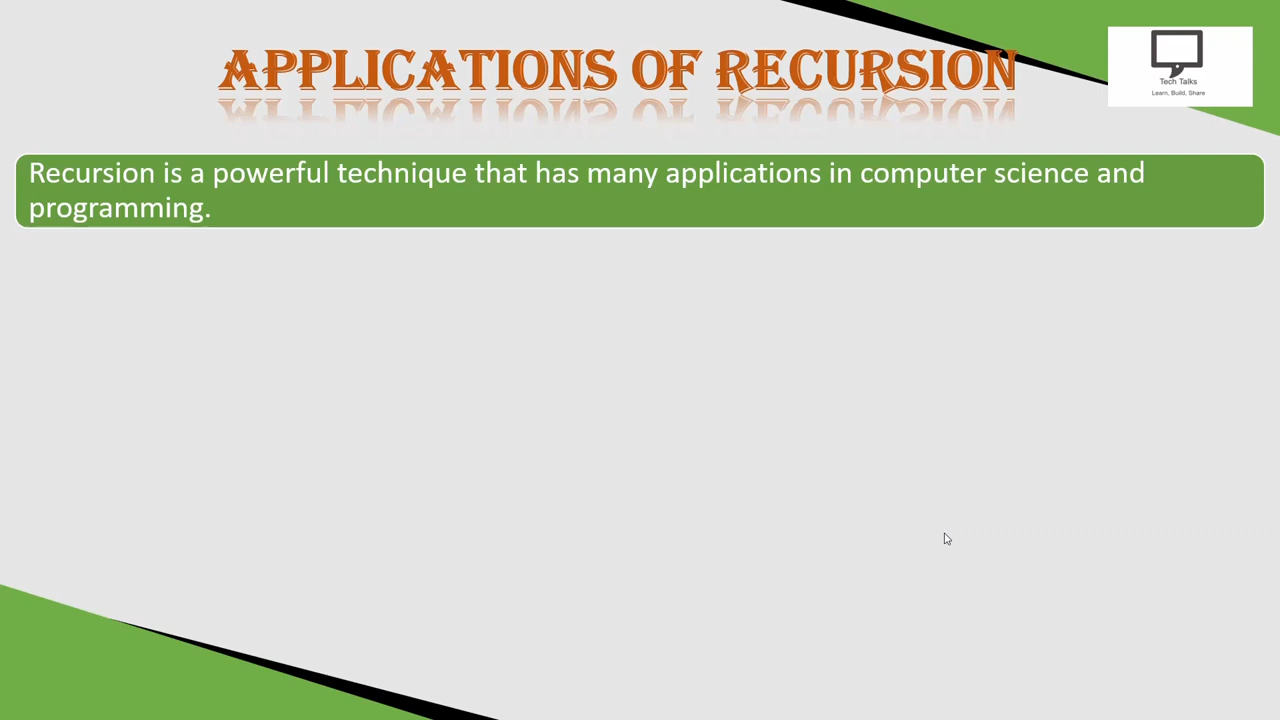 APPLICATIONS OF RECURSION
Tech Talks
Learn, Build, Share
Recursion is a powerful technique that has many applications in computer science and
programming.